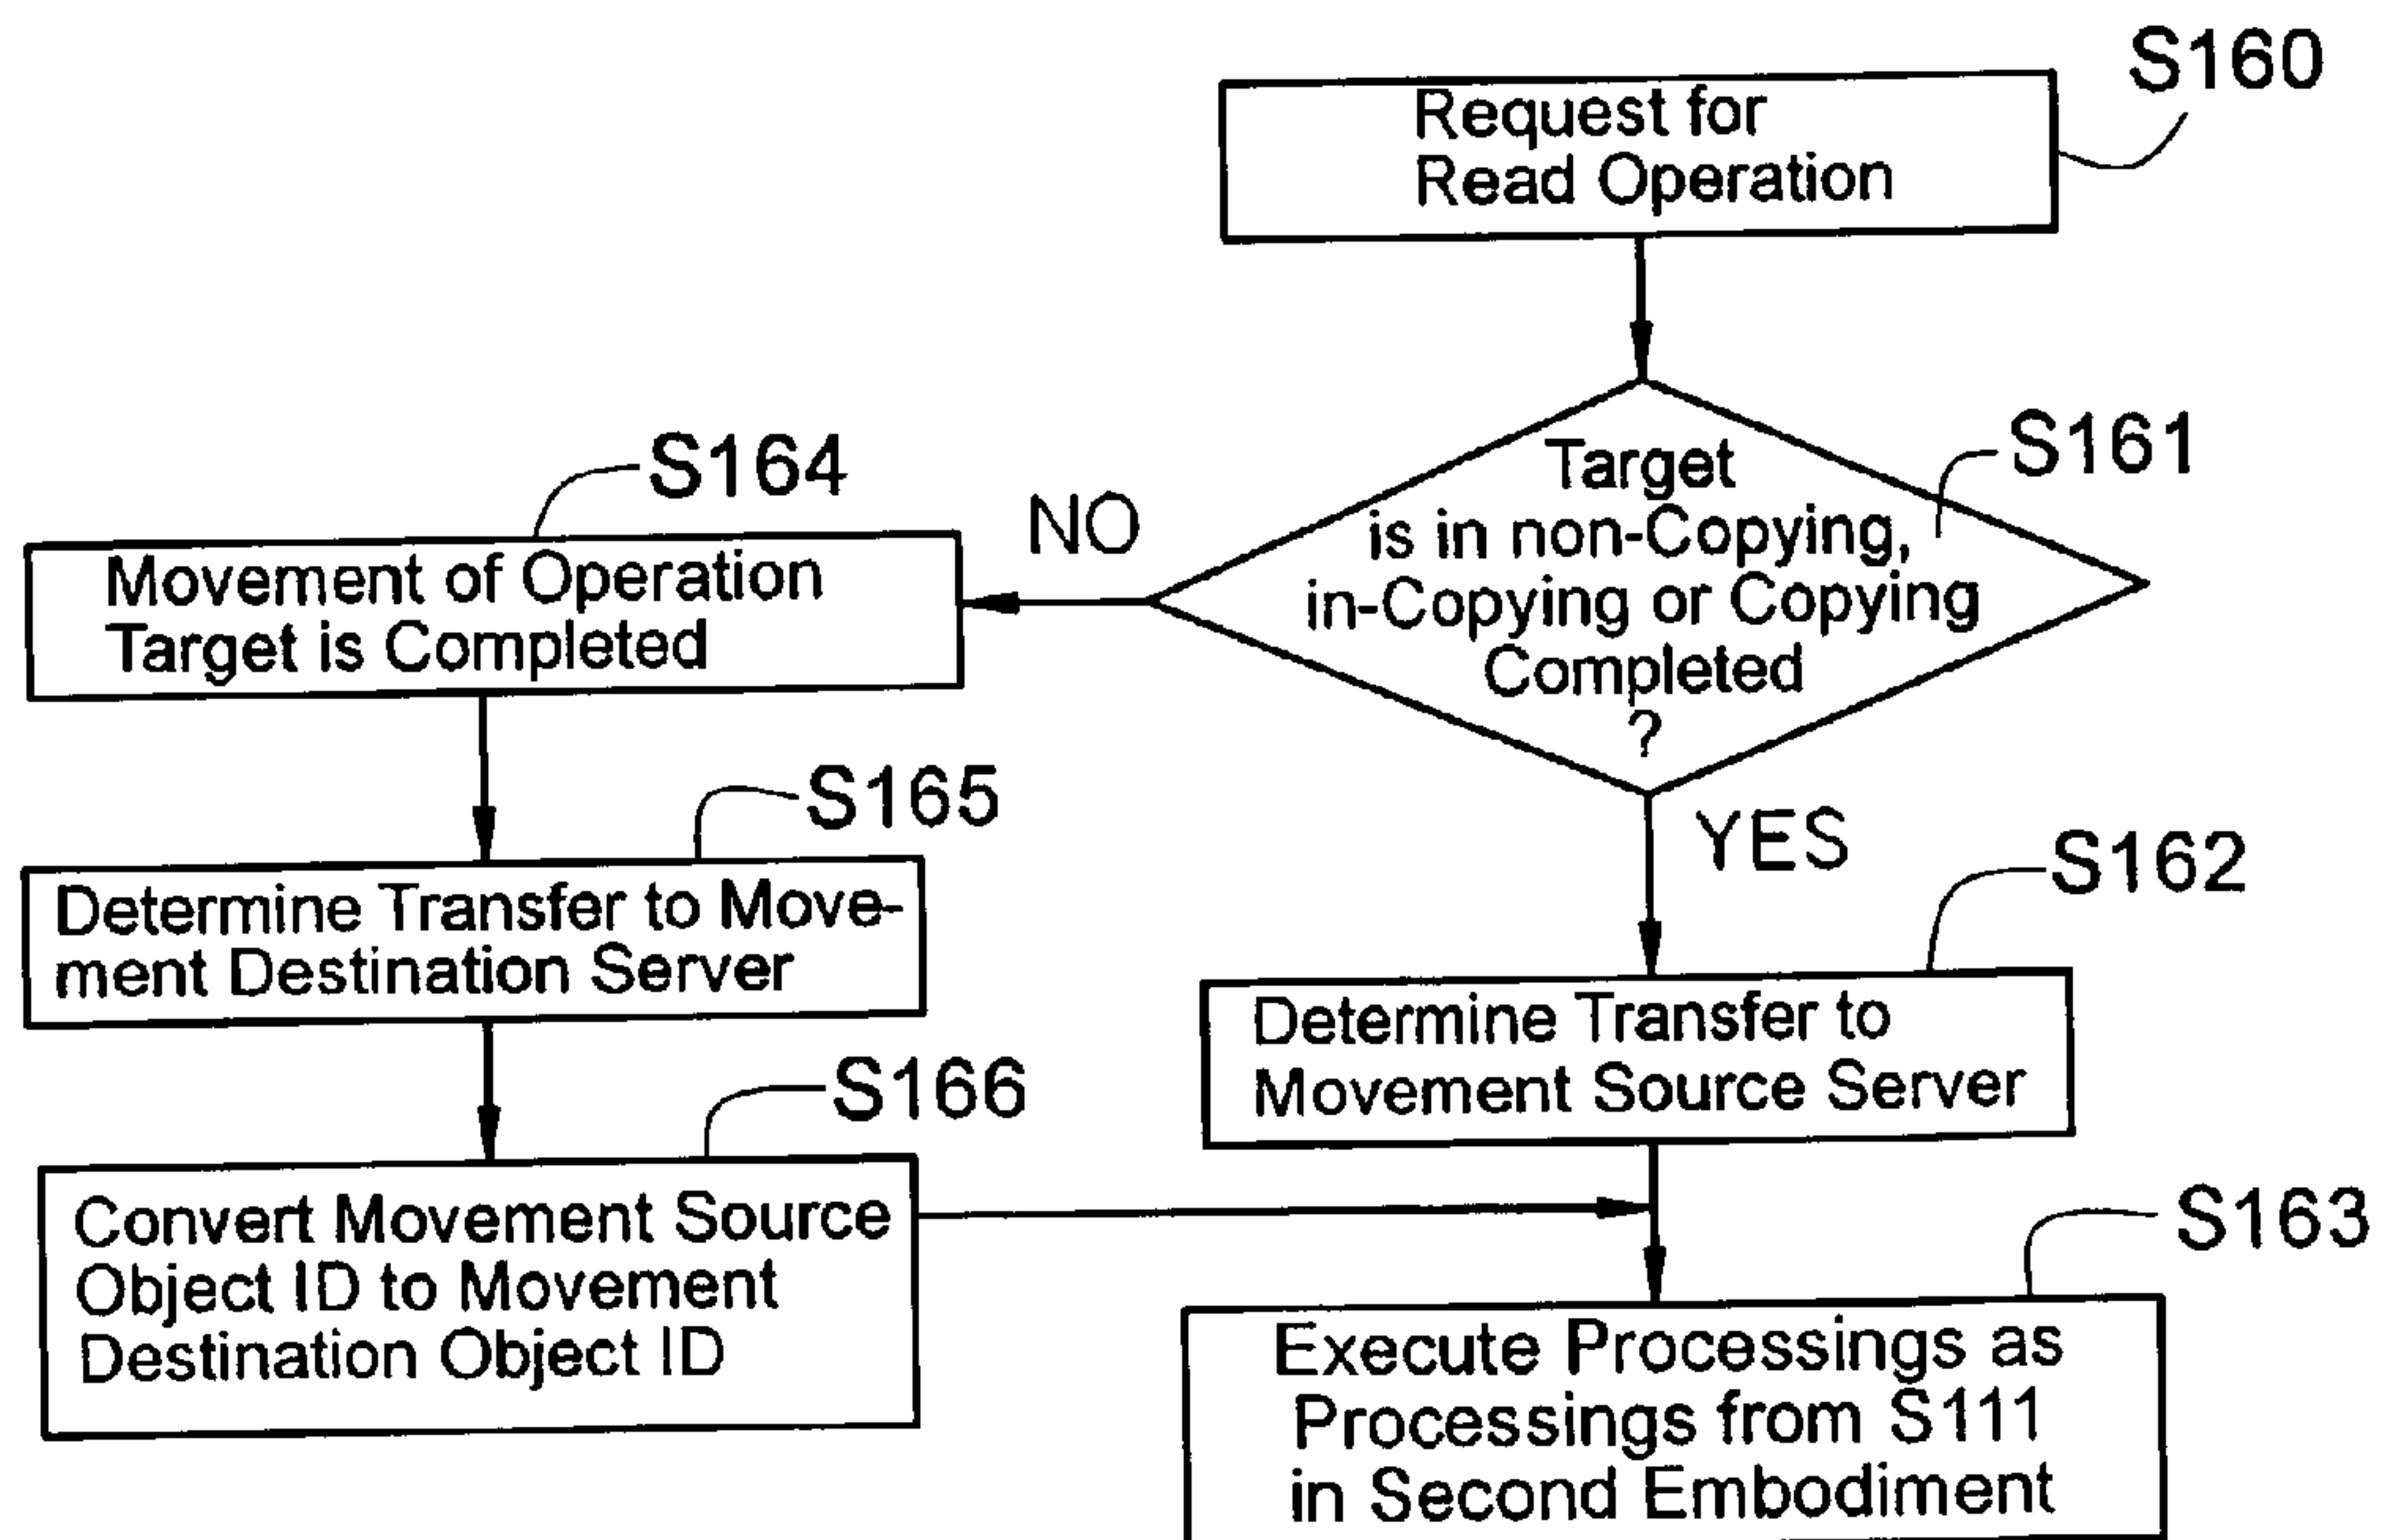 S160
Request for
Read Operation
S161
Target
is in non-Copying,
in-Copying or Copying
Completed
?
NO
YES
S164
Movement of Operation
Target is Completed
S165
Determine Transfer to Move-
ment Destination Server
S162
Determine Transfer to
Movement Source Server
S166
Convert Movement Source
Object ID to Movement
Destination Object ID
S163
Execute Processings as
Processings from S111
in Second Embodiment